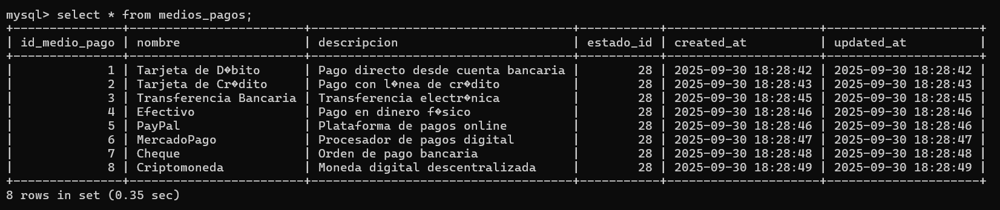 mysql> select * from medios_pagos;
+---------------+------------------------+------------------------------------+-----------+---------------------+---------------------+
| id_medio_pago | nombre                 | descripcion                        | estado_id | created_at          | updated_at          |
+---------------+------------------------+------------------------------------+-----------+---------------------+---------------------+
|             1 | Tarjeta de D�bito      | Pago directo desde cuenta bancaria |        28 | 2025-09-30 18:28:42 | 2025-09-30 18:28:42 |
|             2 | Tarjeta de Cr�dito     | Pago con l�nea de cr�dito          |        28 | 2025-09-30 18:28:43 | 2025-09-30 18:28:43 |
|             3 | Transferencia Bancaria | Transferencia electr�nica          |        28 | 2025-09-30 18:28:45 | 2025-09-30 18:28:45 |
|             4 | Efectivo               | Pago en dinero f�sico              |        28 | 2025-09-30 18:28:46 | 2025-09-30 18:28:46 |
|             5 | PayPal                 | Plataforma de pagos online         |        28 | 2025-09-30 18:28:46 | 2025-09-30 18:28:46 |
|             6 | MercadoPago            | Procesador de pagos digital        |        28 | 2025-09-30 18:28:47 | 2025-09-30 18:28:47 |
|             7 | Cheque                 | Orden de pago bancaria             |        28 | 2025-09-30 18:28:48 | 2025-09-30 18:28:48 |
|             8 | Criptomoneda           | Moneda digital descentralizada     |        28 | 2025-09-30 18:28:49 | 2025-09-30 18:28:49 |
+---------------+------------------------+------------------------------------+-----------+---------------------+---------------------+
8 rows in set (0.35 sec)